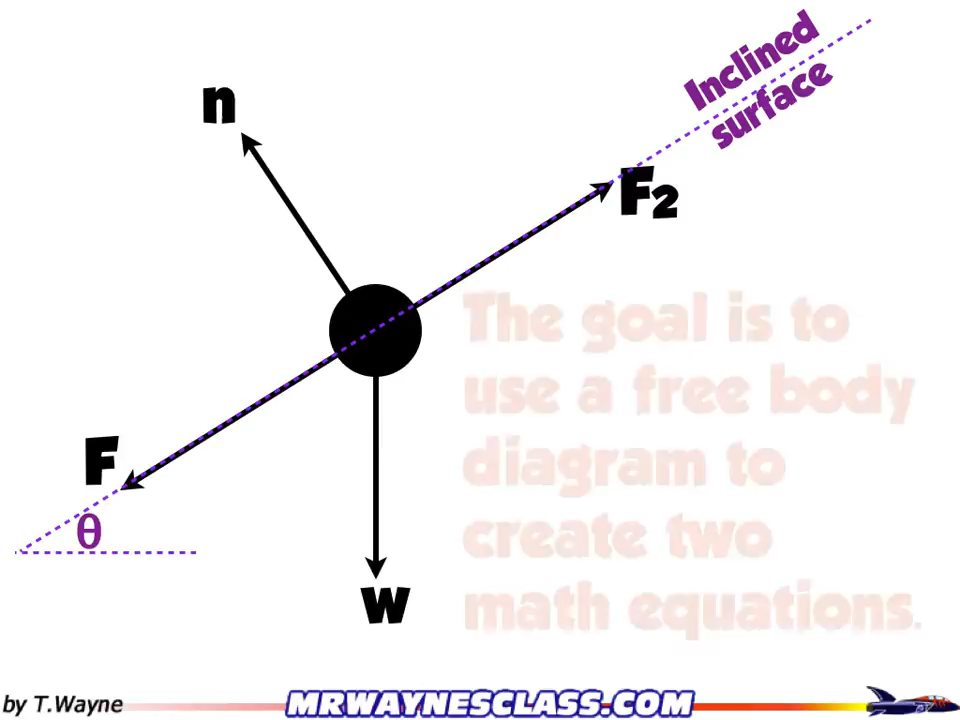 n
Inclined
surface
F2
The goal is to
use a free body
diagram to
create two
math equations.
F
θ
w
by T.Wayne
MRWAYNESCLASS.COM